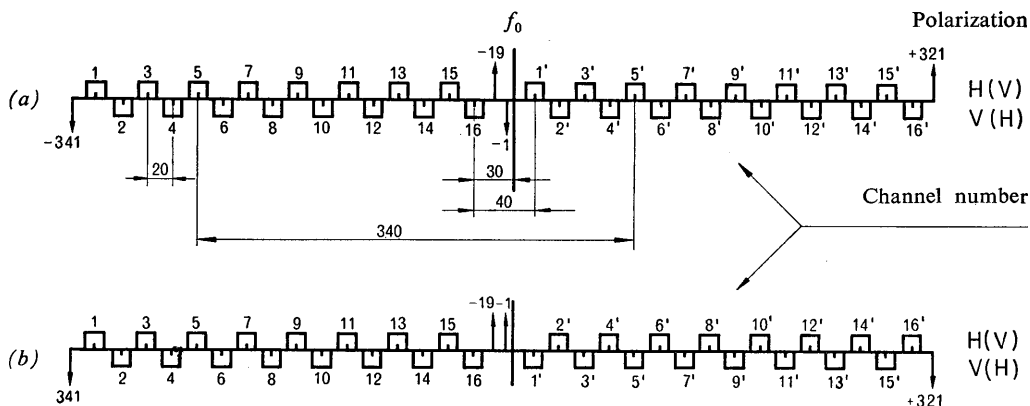 f₀
Polarization
-19
+321
1 3 5 7 9 11 13 15 1' 3' 5' 7' 9' 11' 13' 15'
(a)
H(V)
V(H)
2 4 6 8 10 12 14 16 2' 4' 6' 8' 10' 12' 14' 16'
-341
-1
20
30
40
Channel number
340
-19 -1
1 3 5 7 9 11 13 15 2' 4' 6' 8' 10' 12' 14' 16'
(b)
H(V)
V(H)
2 4 6 8 10 12 14 16 1' 3' 5' 7' 9' 11' 13' 15'
341
+321